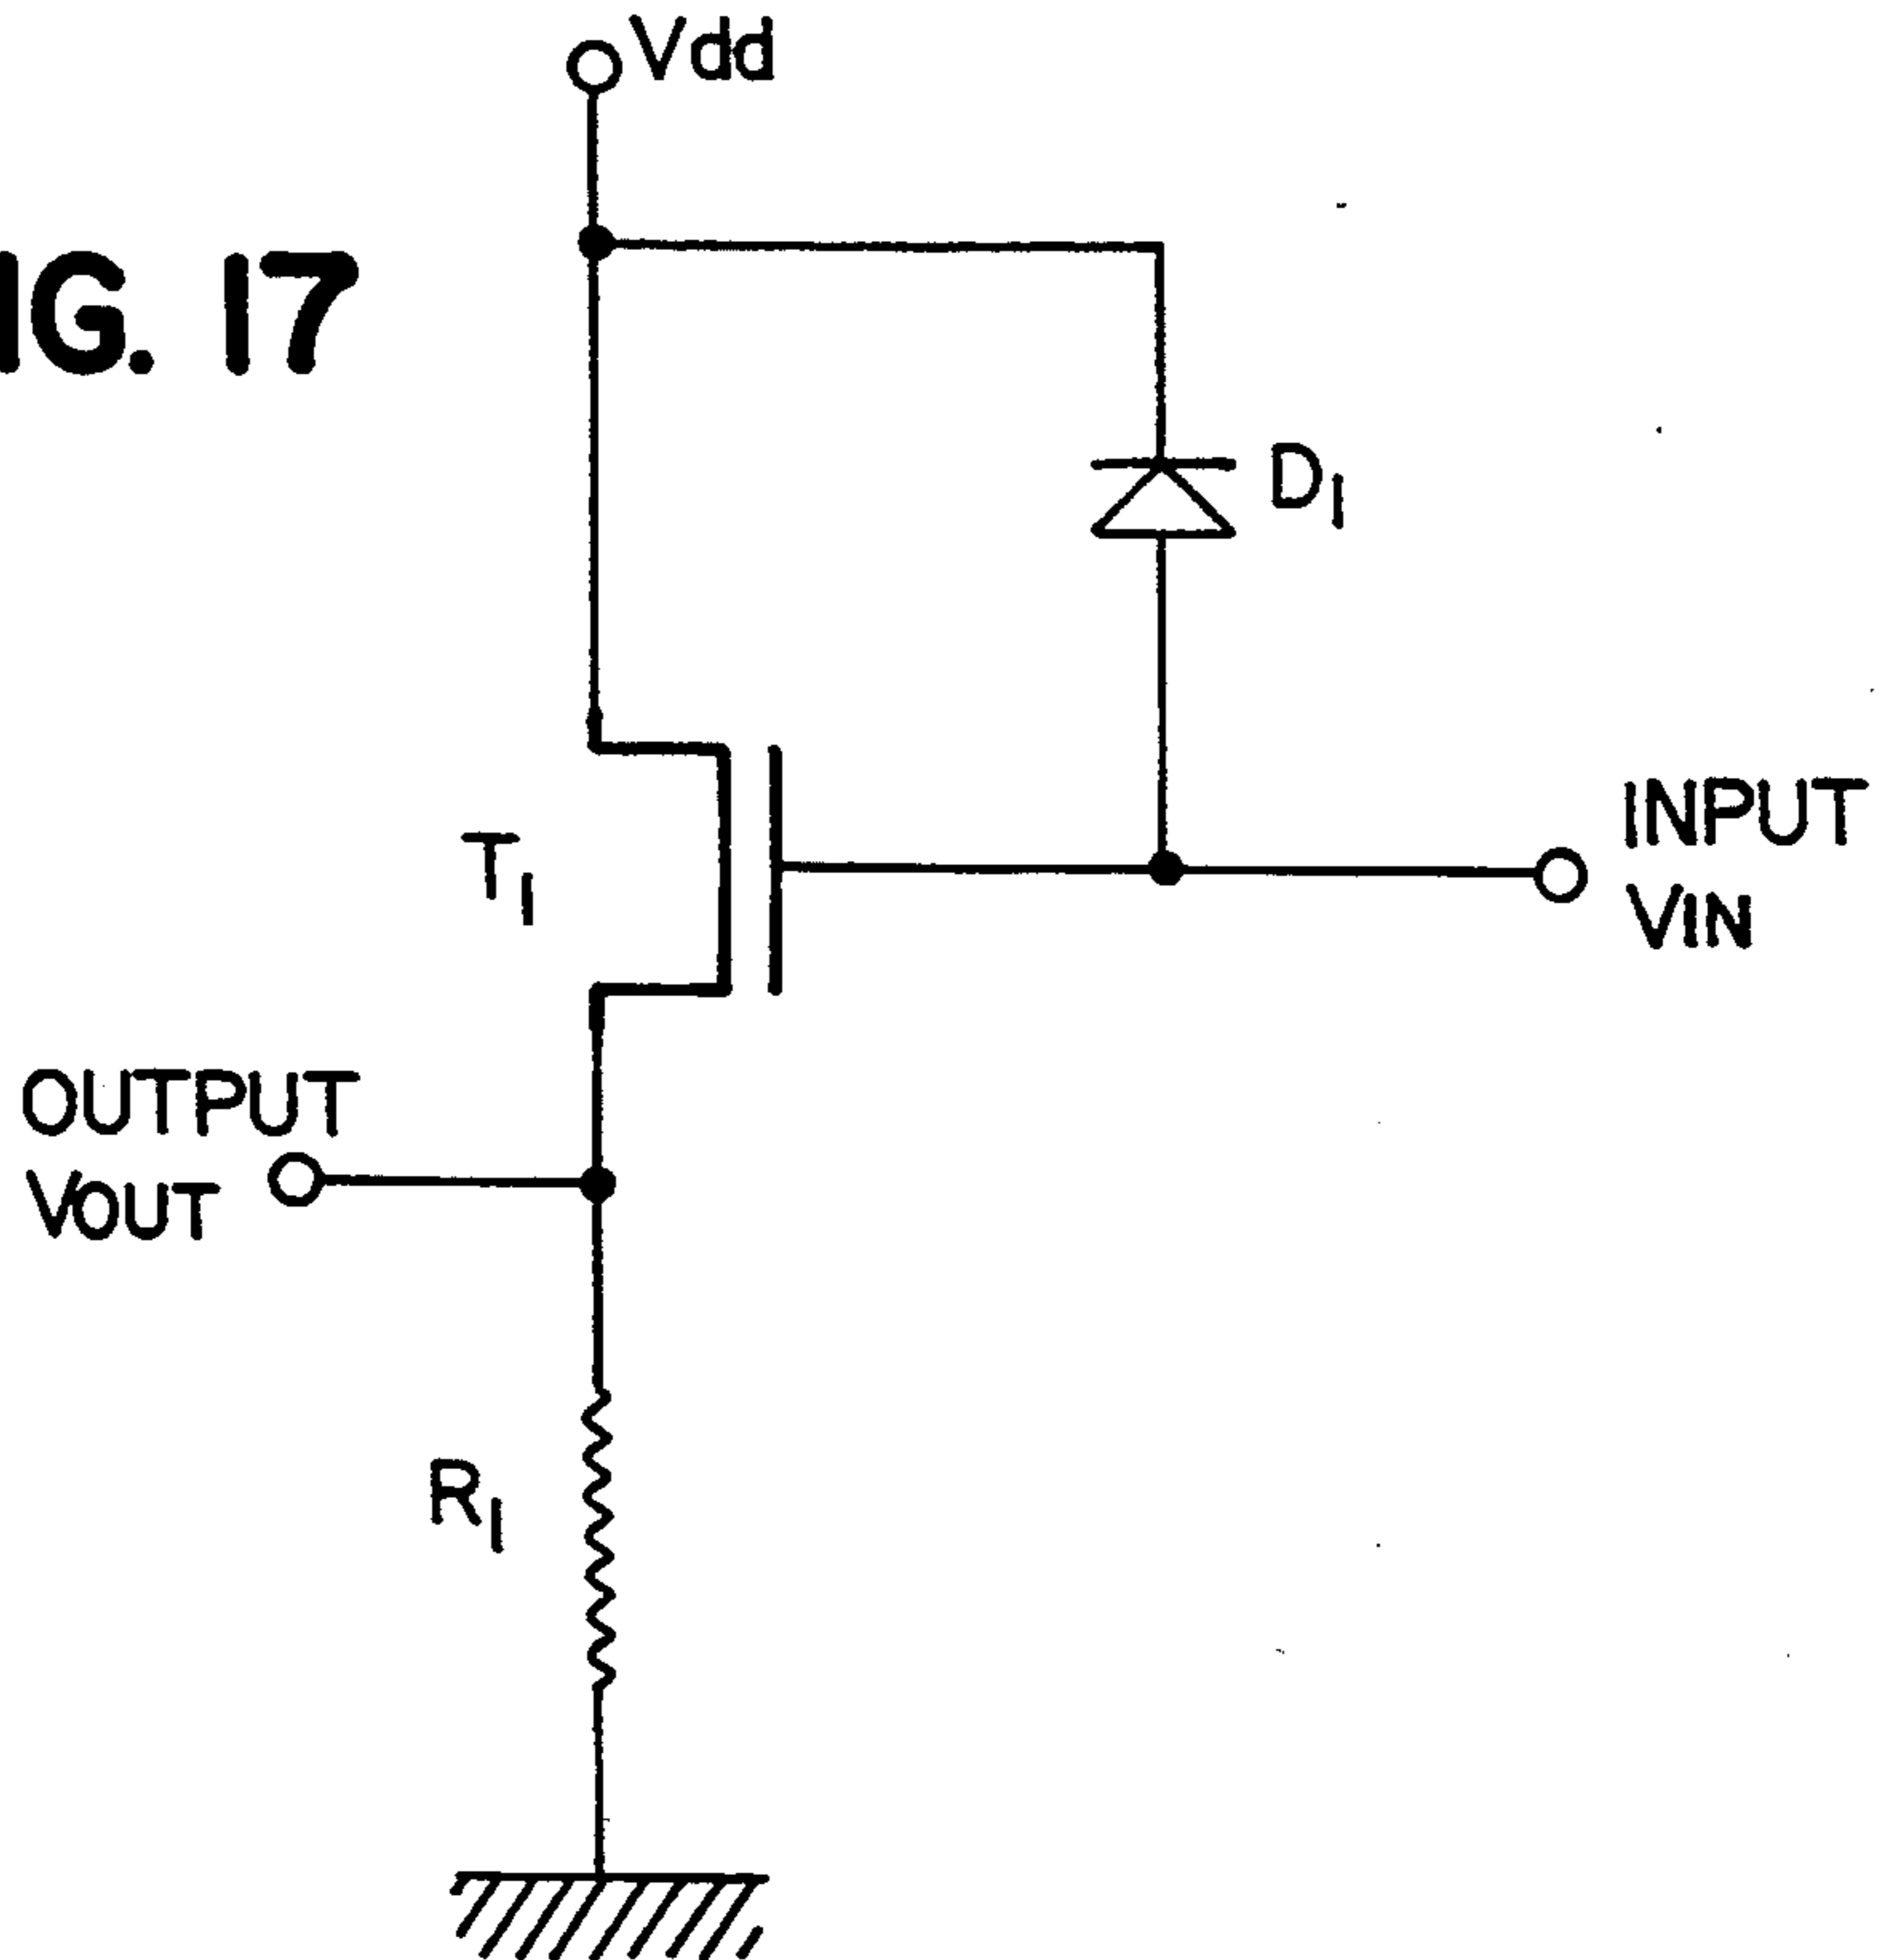 Vdd
IG. 17
D1
T1
INPUT
VIN
OUTPUT
VOUT
R1